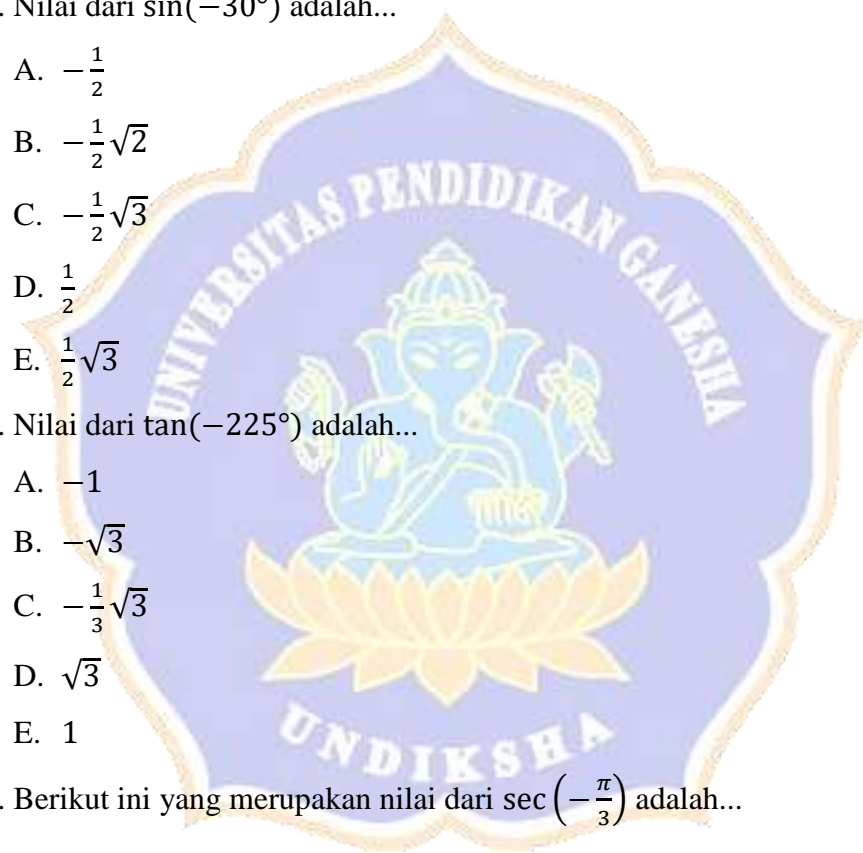 . Nilai dari sin(−30°) adalah...
A. −1/2
B. −1/2√2
C. −1/2√3
D. 1/2
E. 1/2√3
. Nilai dari tan(−225°) adalah...
A. −1
B. −√3
C. −1/3√3
D. √3
E. 1
. Berikut ini yang merupakan nilai dari sec(−π/3) adalah...
UNIVERSITAS PENDIDIKAN GANESHA
UNDIKSHA